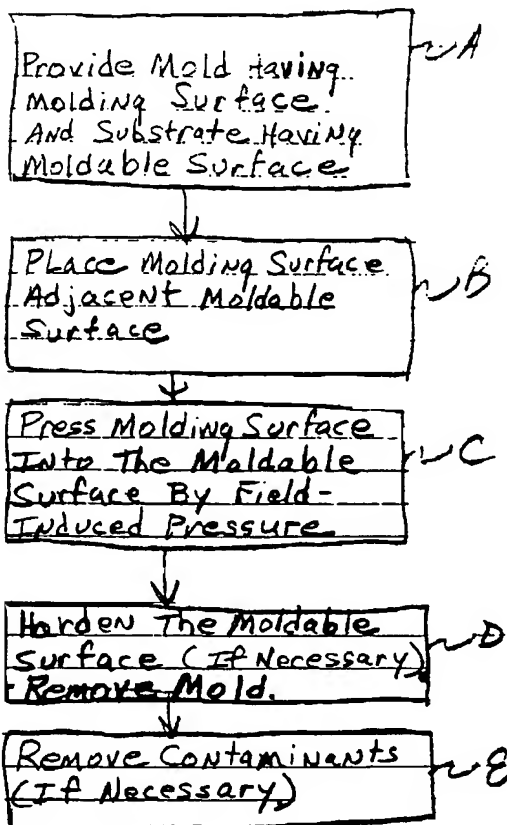 Provide Mold Having
Molding Surface
And Substrate Having
Moldable Surface
A
Place Molding Surface
Adjacent Moldable
Surface
B
Press Molding Surface
Into The Moldable
Surface By Field-
Induced Pressure
C
Harden The Moldable
Surface (If Necessary)
Remove Mold.
D
Remove Contaminants
(If Necessary)
E